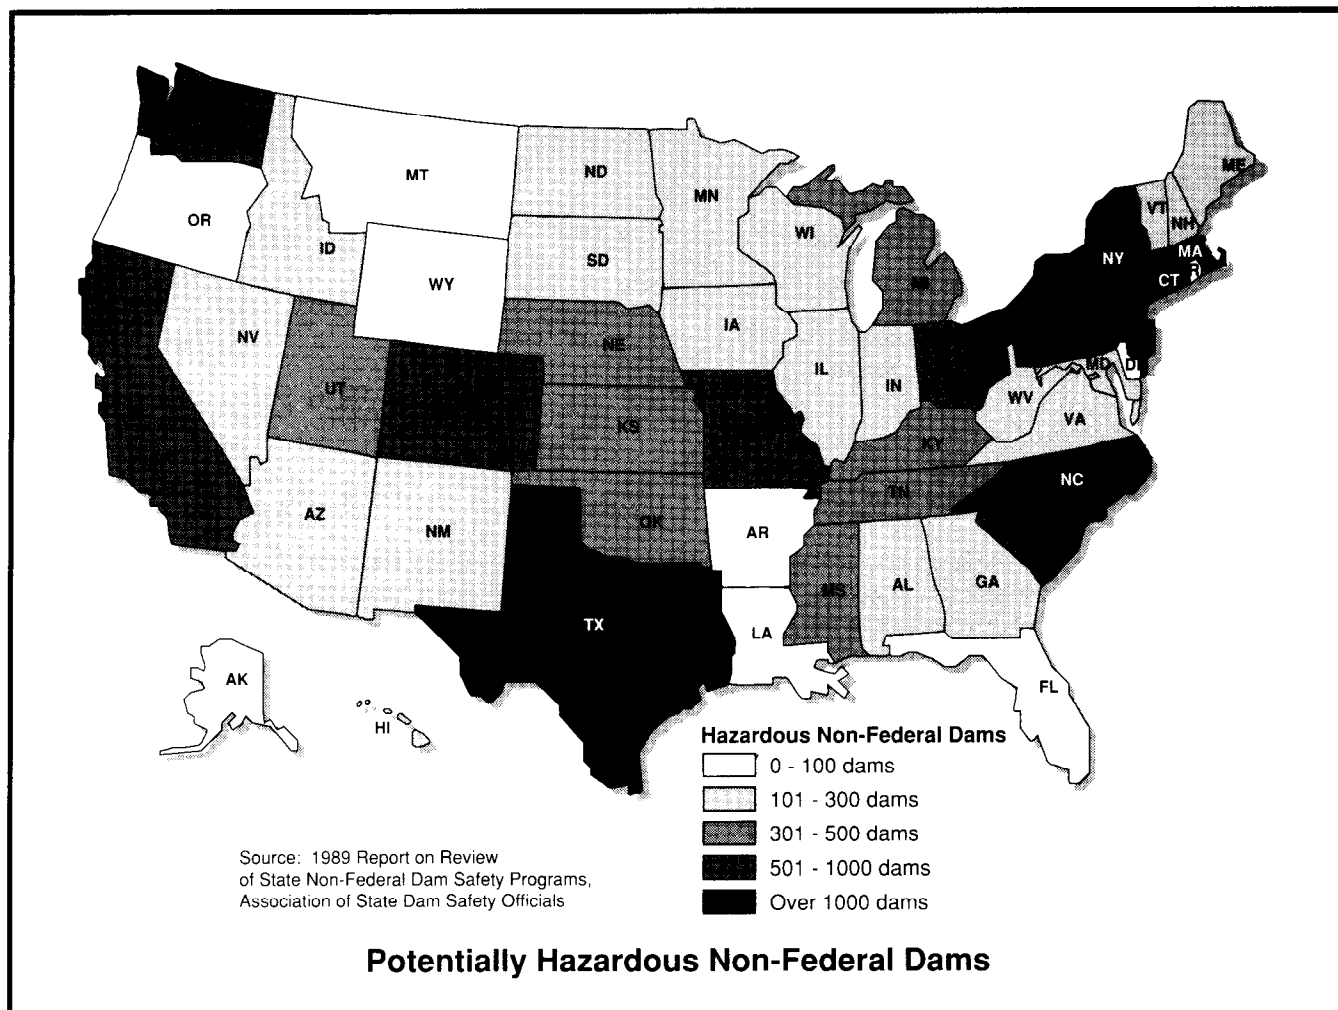 MT
ND
MN
ME
VT
NH
OR
ID
WI
SD
WY
NY
MA
CT
R
MI
IA
NV
NE
UT
IL
IN
MD
WV
VA
KS
KY
NC
TN
AZ
NM
OK
AR
MS
AL
GA
TX
LA
AK
HI
FL
Hazardous Non-Federal Dams
0 - 100 dams
101 - 300 dams
301 - 500 dams
501 - 1000 dams
Over 1000 dams
Source: 1989 Report on Review
of State Non-Federal Dam Safety Programs,
Association of State Dam Safety Officials
Potentially Hazardous Non-Federal Dams